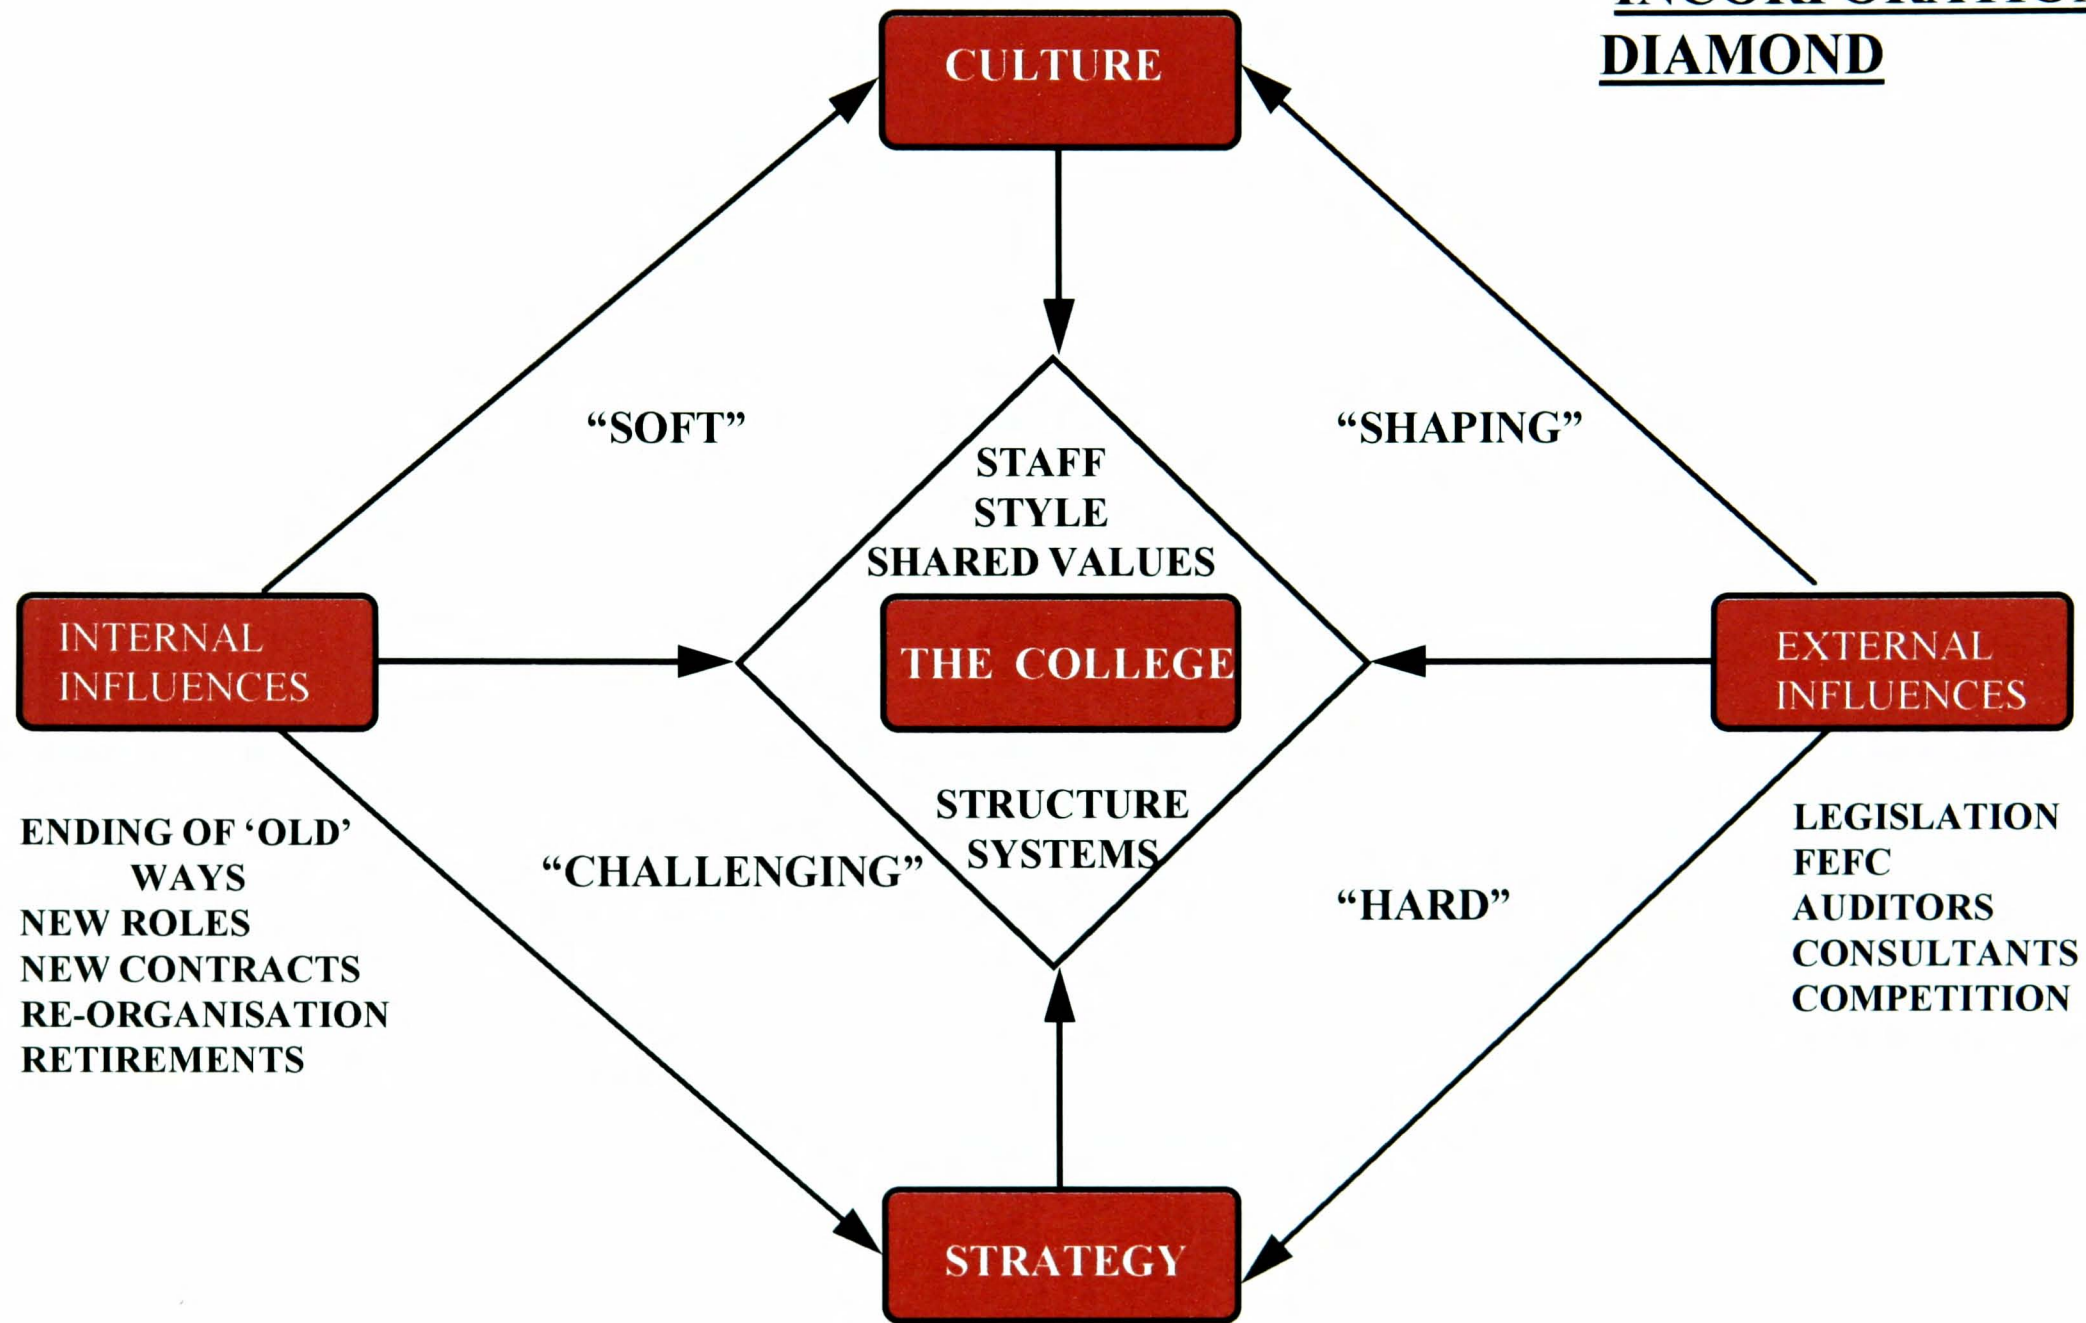 DIAMOND
CULTURE
“SOFT”
“SHAPING”
STAFF
STYLE
SHARED VALUES
INTERNAL
INFLUENCES
THE COLLEGE
EXTERNAL
INFLUENCES
ENDING OF ‘OLD’
WAYS
NEW ROLES
NEW CONTRACTS
RE-ORGANISATION
RETIREMENTS
“CHALLENGING”
STRUCTURE
SYSTEMS
“HARD”
LEGISLATION
FEFC
AUDITORS
CONSULTANTS
COMPETITION
STRATEGY